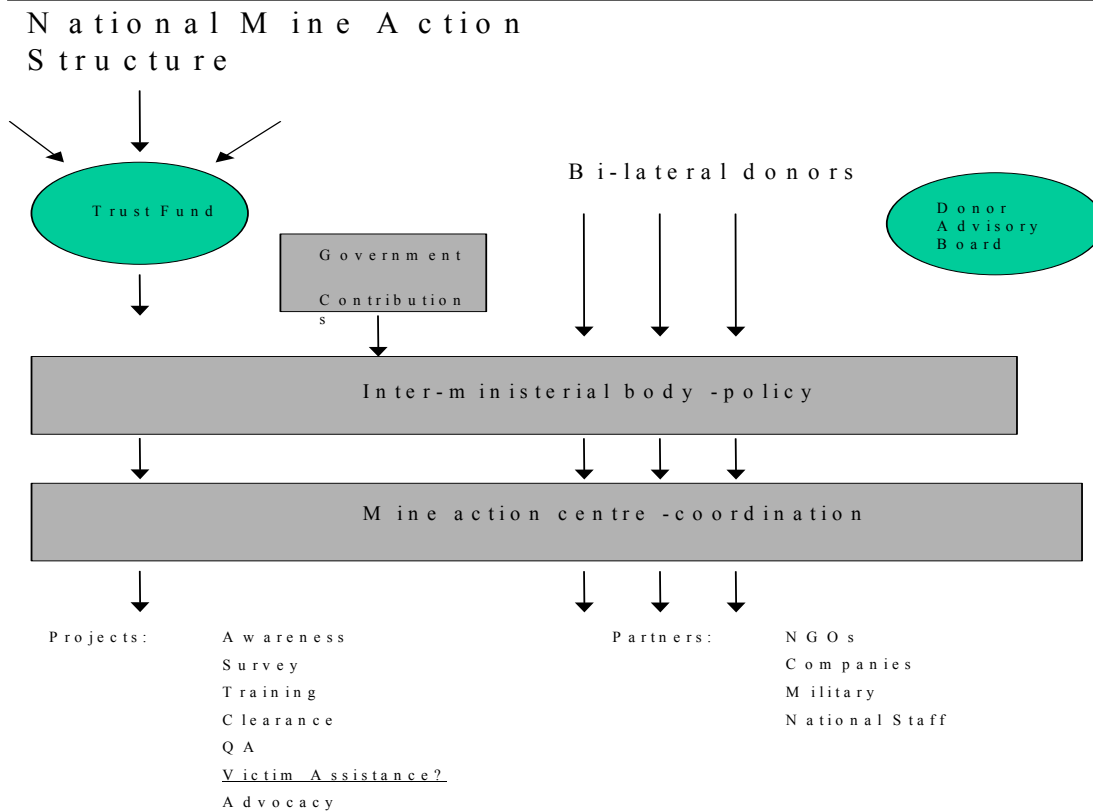 National Mine Action
Structure
Bi-lateral donors
Trust Fund
Donor
Advisory
Board
Government
Contribution
s
Inter-ministerial body -policy
Mine action centre -coordination
Projects:
Awareness
Survey
Training
Clearance
QA
Victim Assistance?
Advocacy
Partners:
NGOs
Companies
Military
National Staff